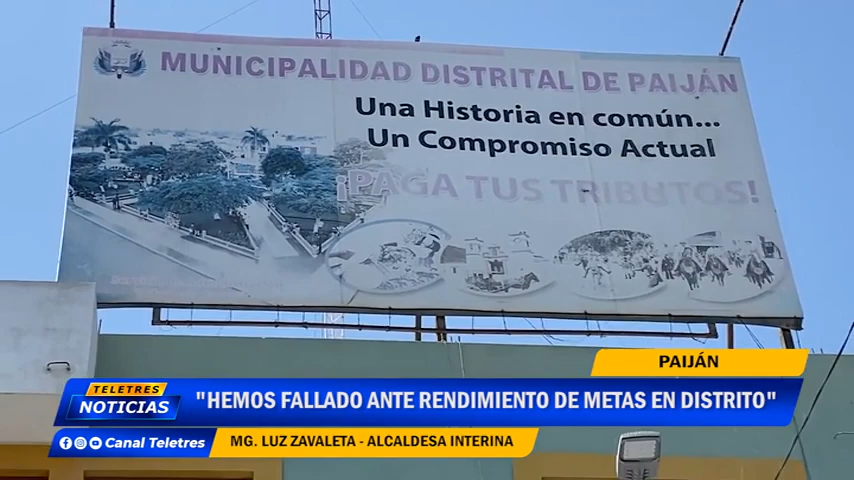 MUNICIPALIDAD DISTRITAL DE PAIJÁN
Una Historia en común...
Un Compromiso Actual
¡PAGA TUS TRIBUTOS!
PAIJÁN
TELETRES
NOTICIAS
"HEMOS FALLADO ANTE RENDIMIENTO DE METAS EN DISTRITO"
Canal Teletres
MG. LUZ ZAVALETA - ALCALDESA INTERINA